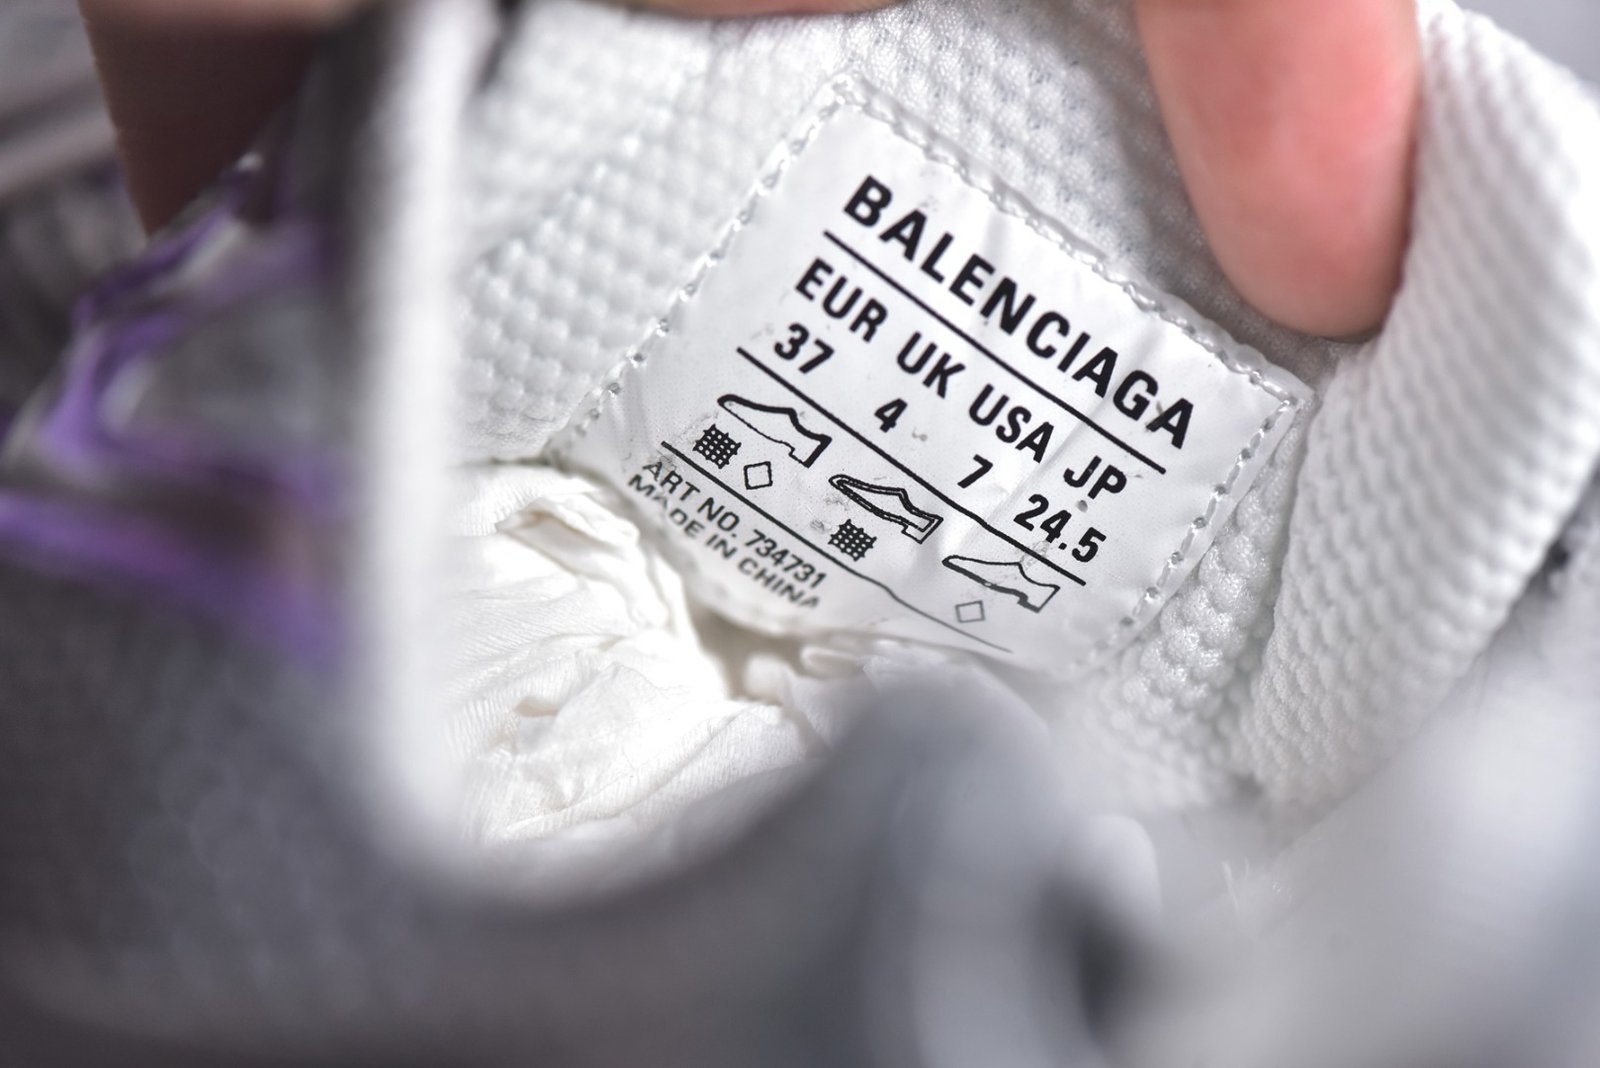 BALENCIAGA
EUR UK USA JP
37 4 7 24.5
ART NO. 734731
MADE IN CHINA